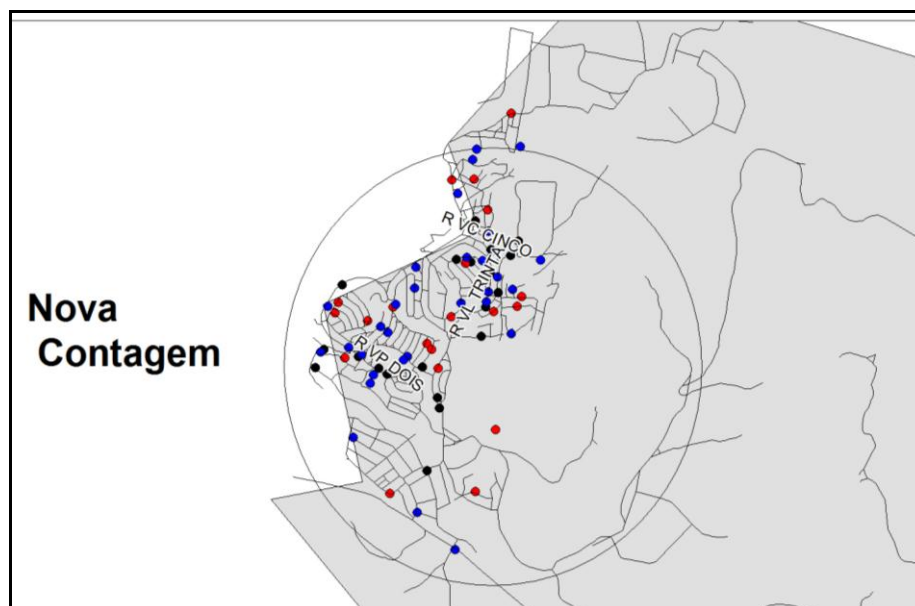 R VC CINCO
R VL TRINTA
Nova
Contagem
R VP DOIS